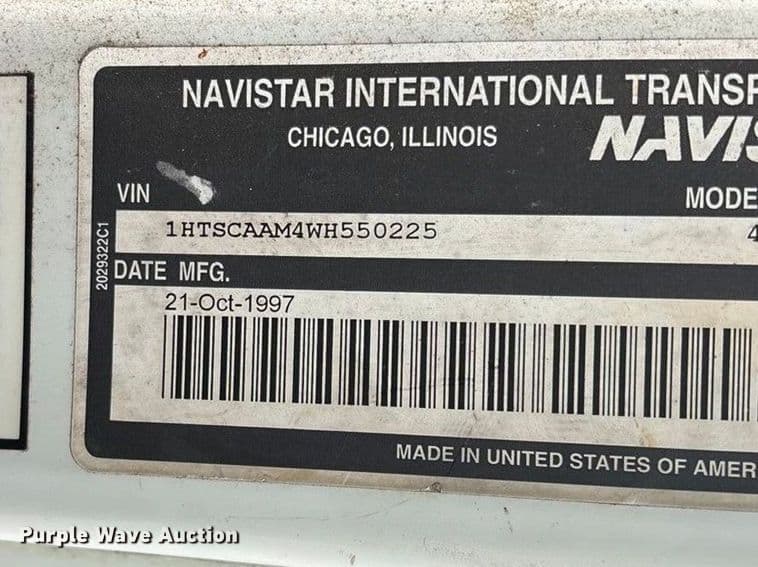 NAVISTAR INTERNATIONAL TRANSP
CHICAGO, ILLINOIS
NAVIS
VIN
MODE
1HTSCAAM4WH550225
4
2029322C1
DATE MFG.
21-Oct-1997
MADE IN UNITED STATES OF AMER
Purple Wave Auction